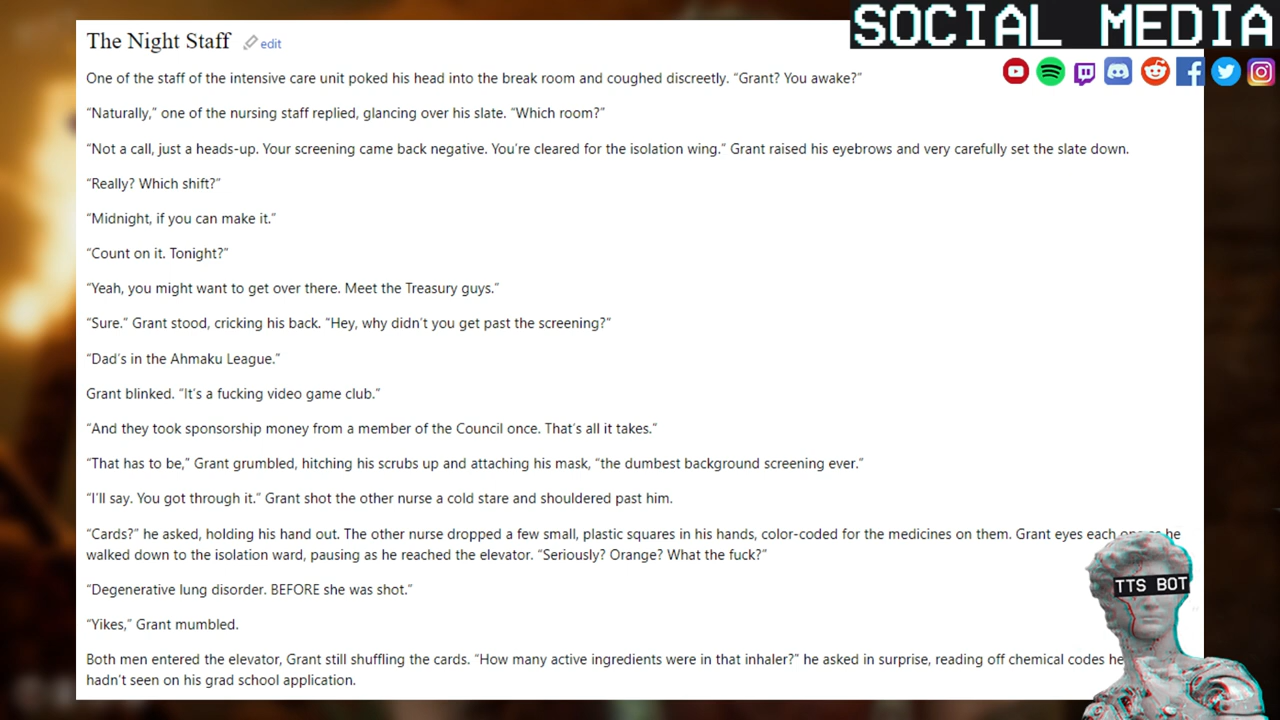 SOCIAL MEDIA
The Night Staff edit
One of the staff of the intensive care unit poked his head into the break room and coughed discreetly. “Grant? You awake?”
“Naturally,” one of the nursing staff replied, glancing over his slate. “Which room?”
“Not a call, just a heads-up. Your screening came back negative. You’re cleared for the isolation wing.” Grant raised his eyebrows and very carefully set the slate down.
“Really? Which shift?”
“Midnight, if you can make it.”
“Count on it. Tonight?”
“Yeah, you might want to get over there. Meet the Treasury guys.”
“Sure.” Grant stood, cricking his back. “Hey, why didn’t you get past the screening?”
“Dad’s in the Ahmaku League.”
Grant blinked. “It’s a fucking video game club.”
“And they took sponsorship money from a member of the Council once. That’s all it takes.”
“That has to be,” Grant grumbled, hitching his scrubs up and attaching his mask, “the dumbest background screening ever.”
“I’ll say. You got through it.” Grant shot the other nurse a cold stare and shouldered past him.
“Cards?” he asked, holding his hand out. The other nurse dropped a few small, plastic squares in his hands, color-coded for the medicines on them. Grant eyes each he
walked down to the isolation ward, pausing as he reached the elevator. “Seriously? Orange? What the fuck?”
“Degenerative lung disorder. BEFORE she was shot.”
“Yikes,” Grant mumbled.
Both men entered the elevator, Grant still shuffling the cards. “How many active ingredients were in that inhaler?” he asked in surprise, reading off chemical codes he
hadn’t seen on his grad school application.
TTS BOT